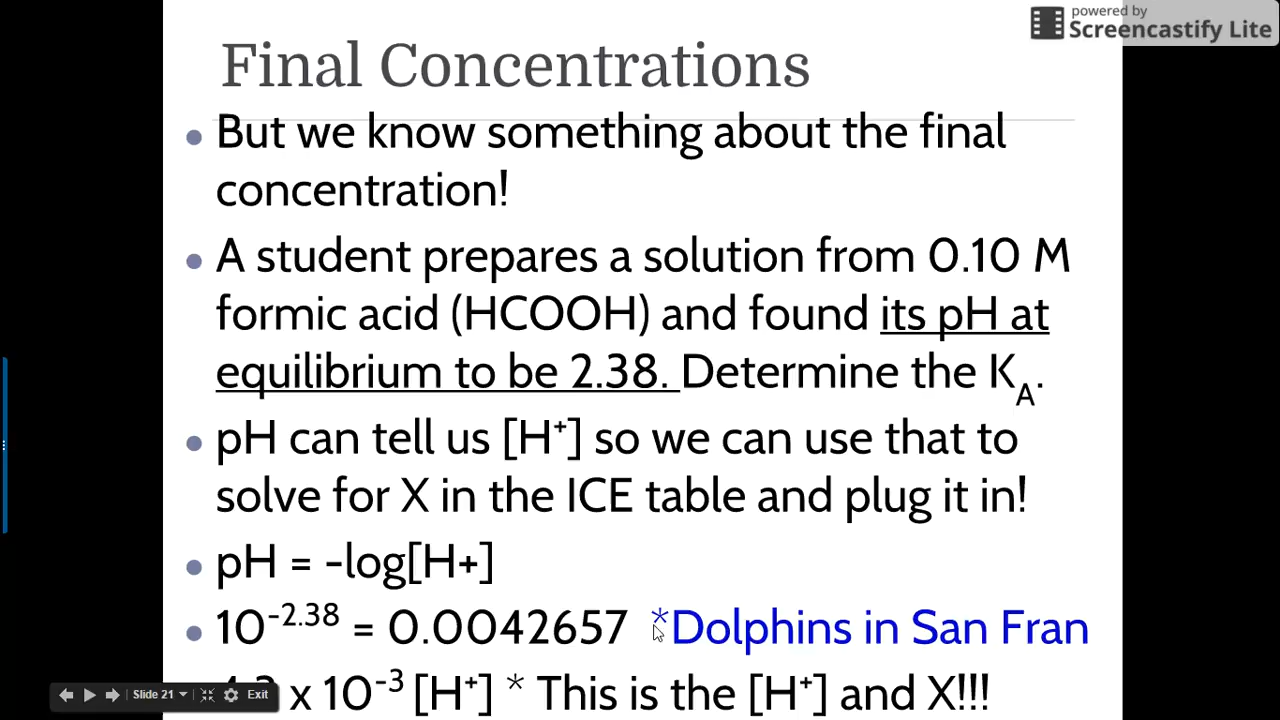 powered by
Screencastify Lite
Final Concentrations
• But we know something about the final
concentration!
• A student prepares a solution from 0.10 M
formic acid (HCOOH) and found its pH at
equilibrium to be 2.38. Determine the K_A.
• pH can tell us [H⁺] so we can use that to
solve for X in the ICE table and plug it in!
• pH = -log[H+]
• 10⁻²·³⁸ = 0.0042657 *Dolphins in San Fran
x 10⁻³ [H⁺] * This is the [H⁺] and X!!!
Slide 21 Exit